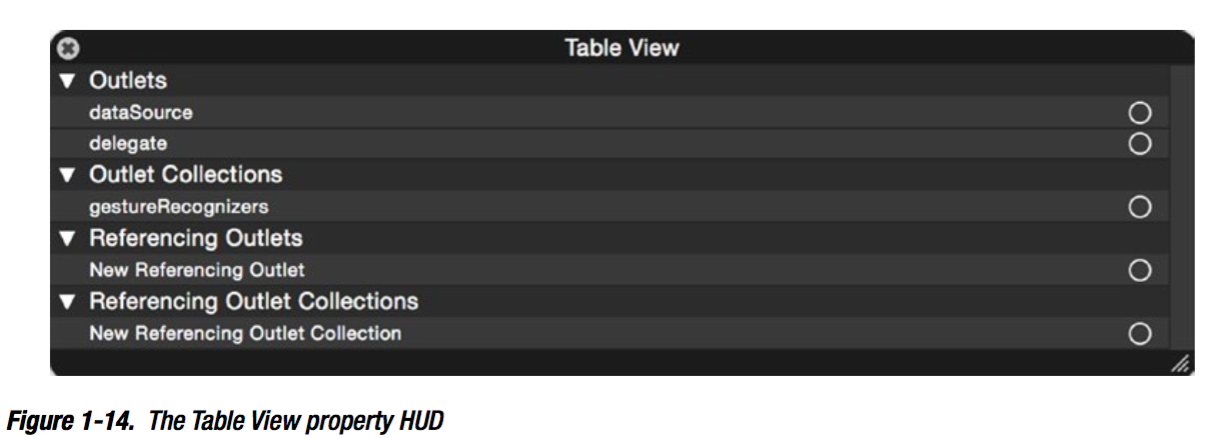 Table View
Outlets
dataSource
delegate
Outlet Collections
gestureRecognizers
Referencing Outlets
New Referencing Outlet
Referencing Outlet Collections
New Referencing Outlet Collection
Figure 1-14. The Table View property HUD